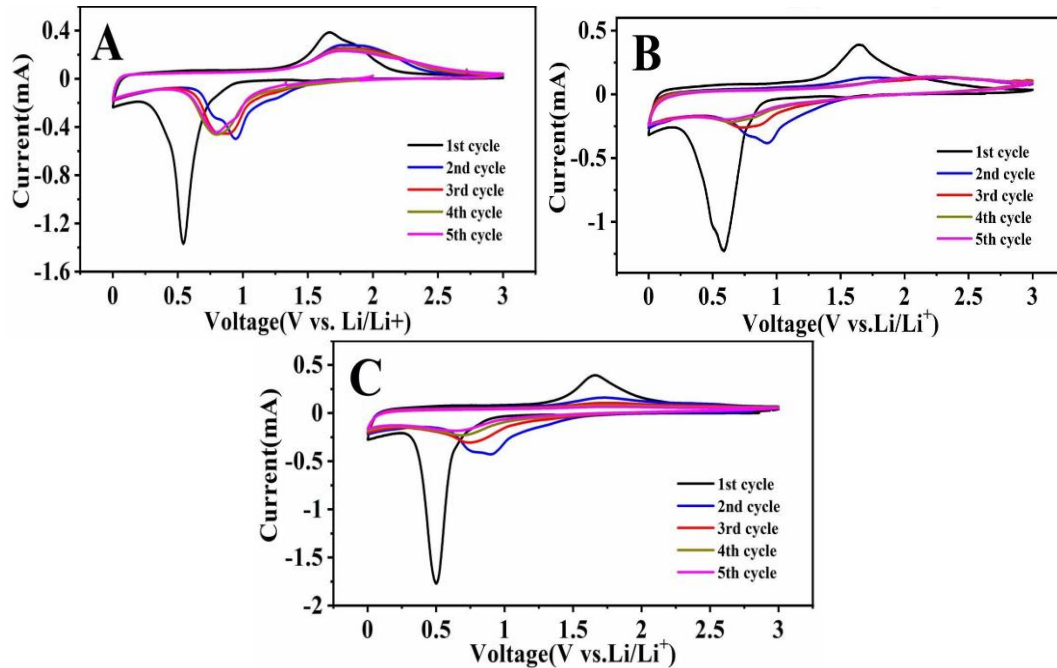 A
Current(mA)
0.4
0
-0.4
-0.8
-1.2
-1.6
1st cycle
2nd cycle
3rd cycle
4th cycle
5th cycle
0 0.5 1 1.5 2 2.5 3
Voltage(V vs. Li/Li+)
B
Current(mA)
0.5
0
-0.5
-1
1st cycle
2nd cycle
3rd cycle
4th cycle
5th cycle
0 0.5 1 1.5 2 2.5 3
Voltage(V vs.Li/Li⁺)
C
Current(mA)
0.5
0
-0.5
-1
-1.5
-2
1st cycle
2nd cycle
3rd cycle
4th cycle
5th cycle
0 0.5 1 1.5 2 2.5 3
Voltage(V vs.Li/Li⁺)